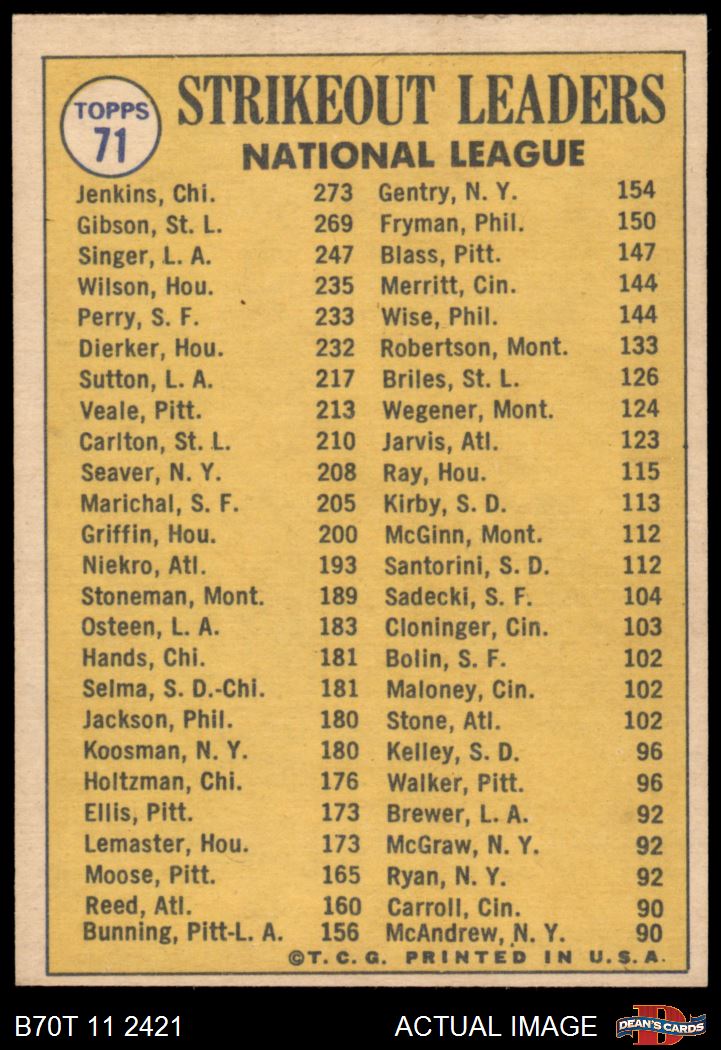 TOPPS
71
STRIKEOUT LEADERS
NATIONAL LEAGUE
Jenkins, Chi. 273 Gentry, N. Y. 154
Gibson, St. L. 269 Fryman, Phil. 150
Singer, L. A. 247 Blass, Pitt. 147
Wilson, Hou. 235 Merritt, Cin. 144
Perry, S. F. 233 Wise, Phil. 144
Dierker, Hou. 232 Robertson, Mont. 133
Sutton, L. A. 217 Briles, St. L. 126
Veale, Pitt. 213 Wegener, Mont. 124
Carlton, St. L. 210 Jarvis, Atl. 123
Seaver, N. Y. 208 Ray, Hou. 115
Marichal, S. F. 205 Kirby, S. D. 113
Griffin, Hou. 200 McGinn, Mont. 112
Niekro, Atl. 193 Santorini, S. D. 112
Stoneman, Mont. 189 Sadecki, S. F. 104
Osteen, L. A. 183 Cloninger, Cin. 103
Hands, Chi. 181 Bolin, S. F. 102
Selma, S. D.-Chi. 181 Maloney, Cin. 102
Jackson, Phil. 180 Stone, Atl. 102
Koosman, N. Y. 180 Kelley, S. D. 96
Holtzman, Chi. 176 Walker, Pitt. 96
Ellis, Pitt. 173 Brewer, L. A. 92
Lemaster, Hou. 173 McGraw, N. Y. 92
Moose, Pitt. 165 Ryan, N. Y. 92
Reed, Atl. 160 Carroll, Cin. 90
Bunning, Pitt-L. A. 156 McAndrew, N. Y. 90
©T. C. G. PRINTED IN U. S. A.
B70T 11 2421 ACTUAL IMAGE D DEAN'S CARDS